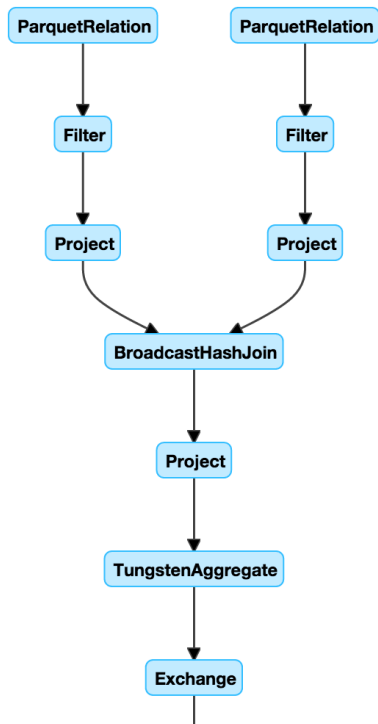 ParquetRelation
ParquetRelation
Filter
Filter
Project
Project
BroadcastHashJoin
Project
TungstenAggregate
Exchange